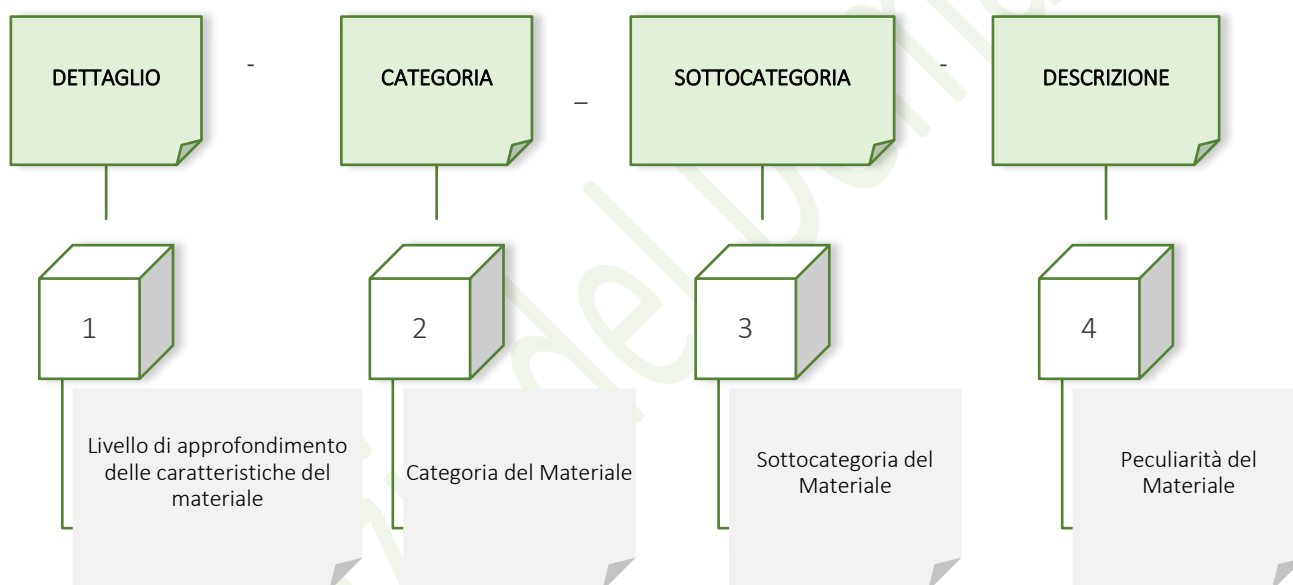 DETTAGLIO - CATEGORIA _ SOTTOCATEGORIA - DESCRIZIONE
1 2 3 4
Livello di approfondimento
delle caratteristiche del
materiale
Categoria del Materiale
Sottocategoria del
Materiale
Peculiarità del
Materiale